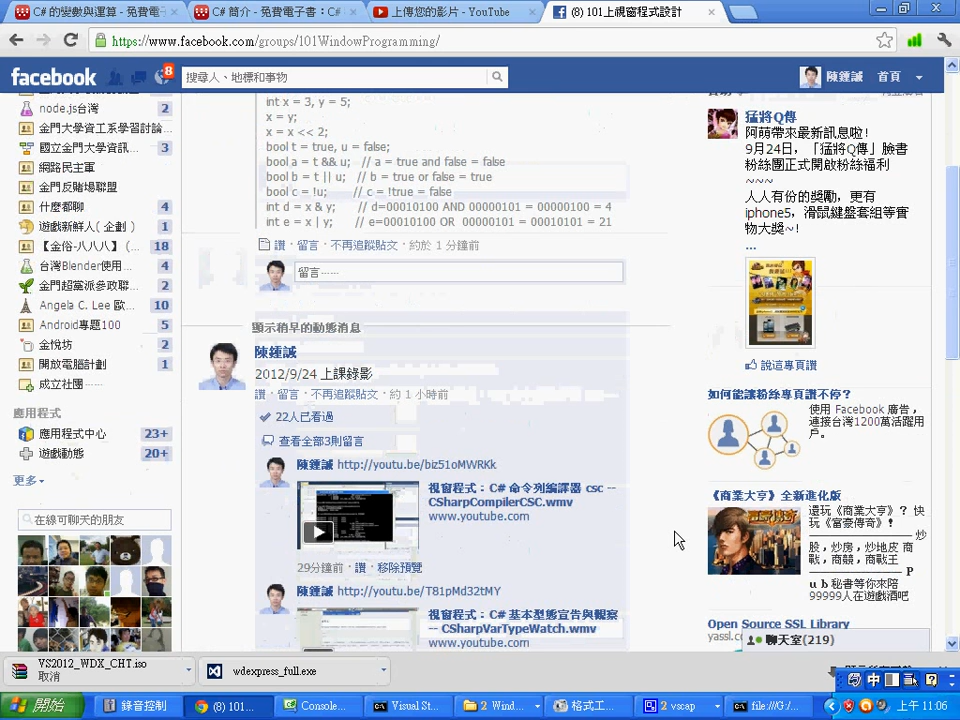 C# 的變數與運算 - 免費電子
C# 簡介 - 免費電子書：C#
上傳您的影片 - YouTube
(8) 101上視窗程式設計
https://www.facebook.com/groups/101WindowProgramming/
facebook
8
搜尋人、地標和事物
陳鍾誠
首頁
node.js台灣 2
金門大學資工系學習討論...
國立金門大學資訊... 3
網路民主軍
金門反賭場聯盟
什麼都聊 4
遊戲新鮮人( 企劃 ) 1
【金俗-八八八】(... 18
台灣Blender使用... 4
金門超當派參政聯... 2
Angela C. Lee 歐... 10
Android專題100 5
金悅坊 2
開放電腦計劃 1
成立社團......
應用程式
應用程式中心 23+
遊戲動態 20+
更多
在線可聊天的朋友
int x = 3, y = 5;
x = y;
x = x << 2;
bool t = true, u = false;
bool a = t && u; // a = true and false = false
bool b = t || u; // b = true or false = true
bool c = !u; // c = !true = false
int d = x & y; // d=00010100 AND 00000101 = 00000100 = 4
int e = x | y; // e=00010100 OR 00000101 = 00010101 = 21
讚 · 留言 · 不再追蹤貼文 · 約於 1 分鐘前
留言......
顯示稍早的動態消息
陳鍾誠
2012/9/24 上課錄影
讚 · 留言 · 不再追蹤貼文 · 約 1 小時前
22人已看過
查看全部3則留言
陳鍾誠 http://youtu.be/biz51oMWRKk
視窗程式：C# 命令列編譯器 csc --
CSharpCompilerCSC.wmv
www.youtube.com
29分鐘前 · 讚 · 移除預覽
陳鍾誠 http://youtu.be/T81pMd32tMY
視窗程式：C# 基本型態宣告與觀察
-- CSharpVarTypeWatch.wmv
www.youtube.com
猛將Q傳
阿萌帶來最新訊息啦!
9月24日，「猛將Q傳」臉書
粉絲團正式開啟粉絲福利
~~~
人人有份的獎勵，更有
iphone5，滑鼠鍵盤套組等實
物大獎~!
...
說這專頁讚
如何能讓粉絲專頁讚不停?
使用 Facebook 廣告，
連接台灣1200萬活躍用
戶。
《商業大亨》全新進化版
還玩《商業大亨》？ 快
玩《富豪傳奇》!
炒
股，炒房，炒地皮 商
戰，商競，商戰王
P
u b 秘書等你來陪
99999人在遊戲酒吧
Open Source SSL Library
yassl.c
聊天室(219)
VS2012_WDX_CHT.iso
取消
wdexpress_full.exe
開始
錄音控制
(8) 101...
Console...
Visual St...
2 Wind...
格式工...
2 vscap
file:///G:/...
中
上午 11:06